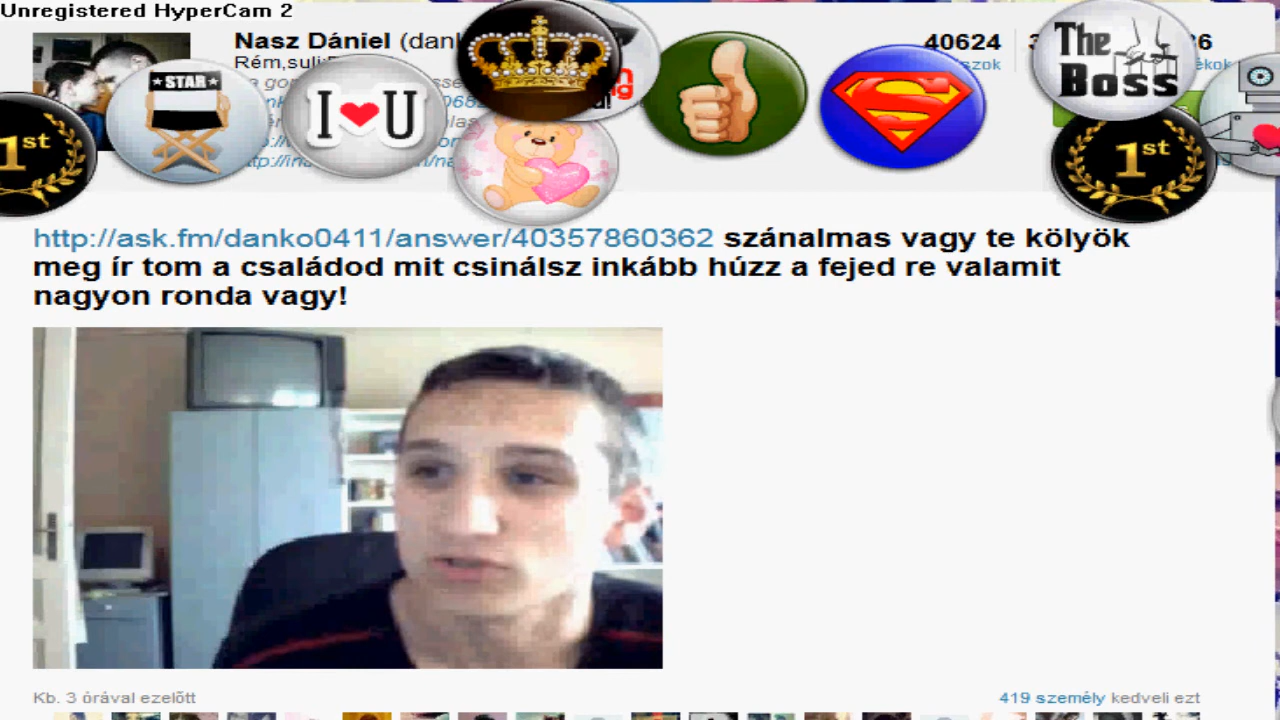 Unregistered HyperCam 2
Nasz Dániel (dank
40624
Rém,suli:
STAR
I U
1st
The Boss
1st
http://ask.fm/danko0411/answer/40357860362 szánalmas vagy te kölyök
meg ír tom a családod mit csinálsz inkább húzz a fejed re valamit
nagyon ronda vagy!
Kb. 3 órával ezelőtt
419 személy kedveli ezt